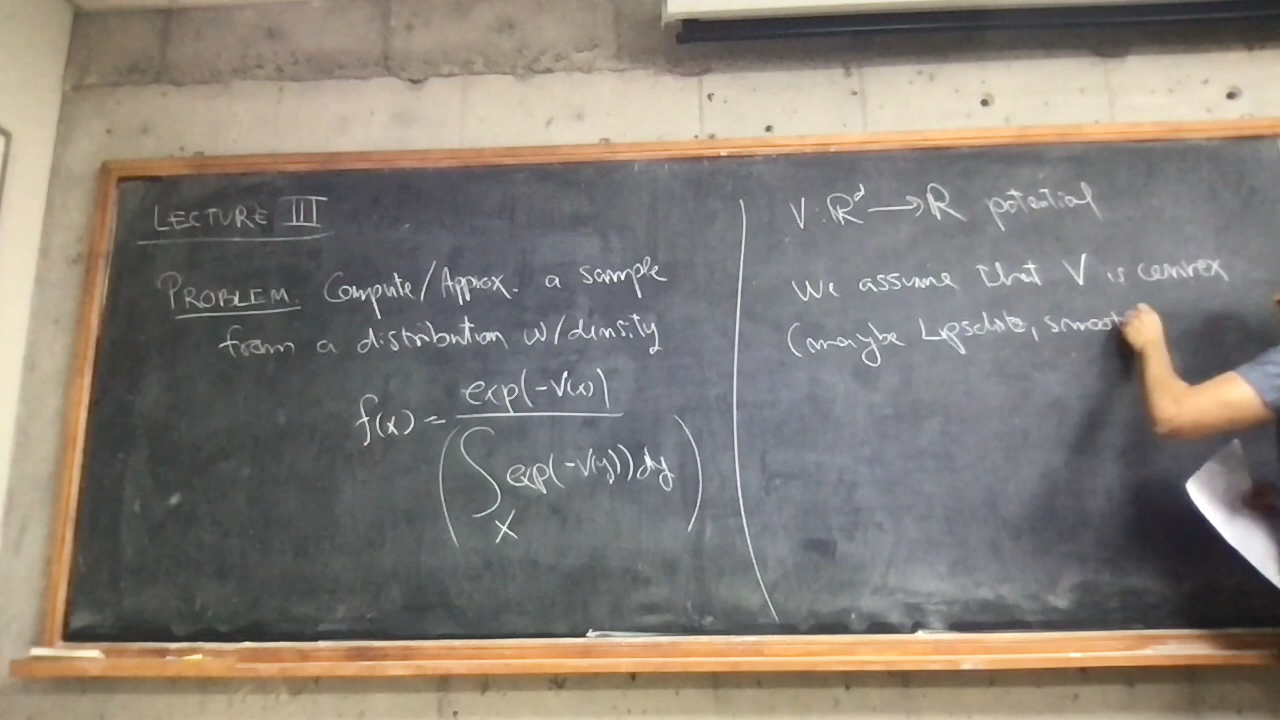 LECTURE III
PROBLEM. Compute/Approx. a sample
from a distribution w/density
f(x) = exp(-V(x)) / ( ∫_X exp(-V(y)) dy )
V: ℝ^d → ℝ potential
We assume that V is convex
(maybe Lipschitz, smoot